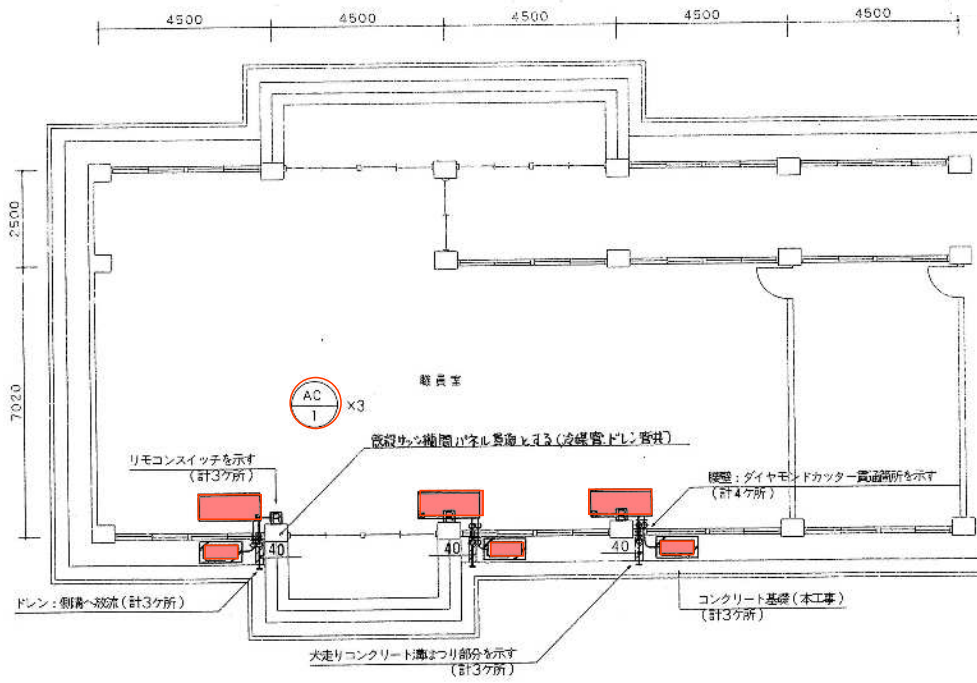 4500
4500
4500
4500
4500
2500
7020
職員室
AC
1
×3
既設サッシ欄間パネル貫通とする(冷媒管、ドレン管共)
リモコンスイッチを示す
(計3ケ所)
腰壁:ダイヤモンドカッター貫通箇所を示す
(計4ケ所)
40
40
40
ドレン:側溝へ放流(計3ケ所)
コンクリート基礎(本工事)
(計3ケ所)
犬走りコンクリート溝はつり部分を示す
(計3ケ所)